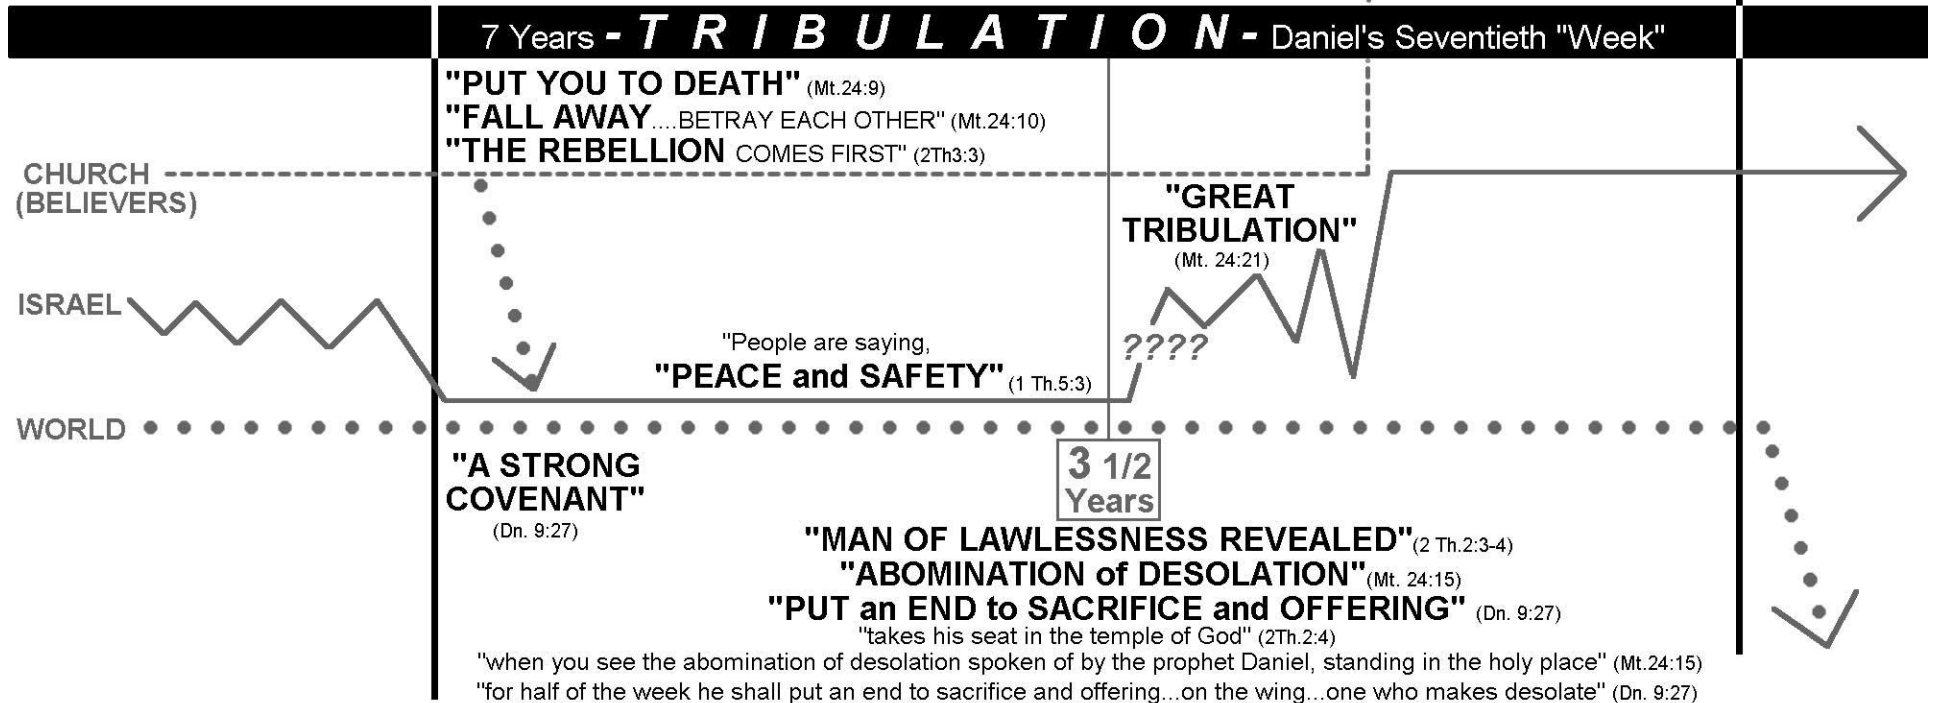 7 Years - TRIBULATION - Daniel's Seventieth "Week"
"PUT YOU TO DEATH" (Mt.24:9)
"FALL AWAY....BETRAY EACH OTHER" (Mt.24:10)
"THE REBELLION COMES FIRST" (2Th3:3)
CHURCH
(BELIEVERS)
"GREAT
TRIBULATION"
(Mt. 24:21)
ISRAEL
????
"People are saying,
"PEACE and SAFETY" (1 Th.5:3)
WORLD
"A STRONG
COVENANT"
(Dn. 9:27)
3 1/2
Years
"MAN OF LAWLESSNESS REVEALED"(2 Th.2:3-4)
"ABOMINATION of DESOLATION"(Mt. 24:15)
"PUT an END to SACRIFICE and OFFERING" (Dn. 9:27)
"takes his seat in the temple of God" (2Th.2:4)
"when you see the abomination of desolation spoken of by the prophet Daniel, standing in the holy place" (Mt.24:15)
"for half of the week he shall put an end to sacrifice and offering...on the wing...one who makes desolate" (Dn. 9:27)